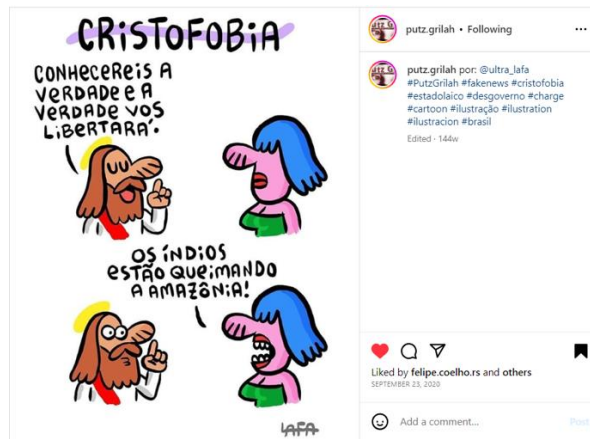 CRISTOFOBIA
CONHECEREIS A
VERDADE E A
VERDADE VOS
LIBERTARÁ.
OS ÍNDIOS
ESTÃO QUEIMANDO
A AMAZÔNIA!
LAFA
putz.grilah • Following
putz.grilah por: @ultra_lafa
#PutzGrilah #fakenews #cristofobia
#estadolaico #desgoverno #charge
#cartoon #ilustração #ilustration
#ilustracion #brasil
Edited · 144w
Liked by felipe.coelho.rs and others
SEPTEMBER 23, 2020
Add a comment...
Post